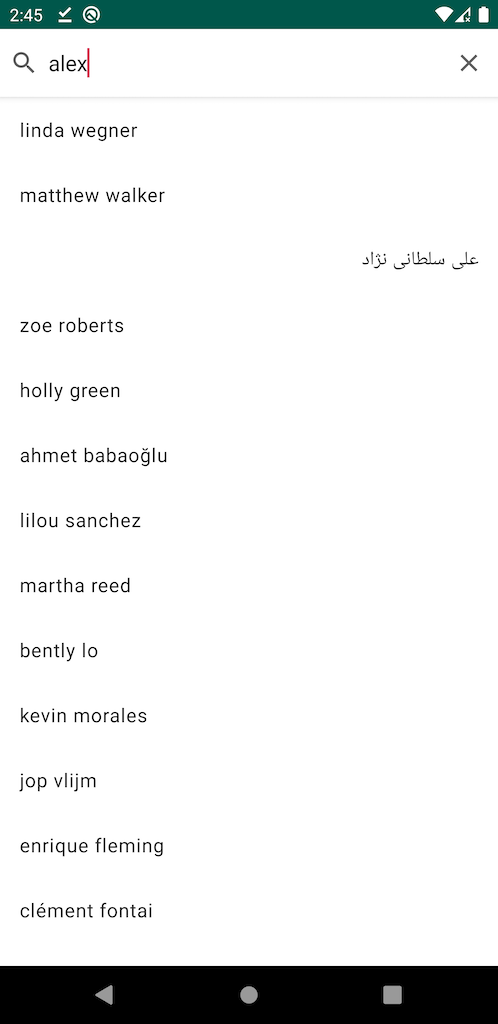 2:45
alex
linda wegner
matthew walker
علی سلطانی نژاد
zoe roberts
holly green
ahmet babaoğlu
lilou sanchez
martha reed
bently lo
kevin morales
jop vlijm
enrique fleming
clément fontai